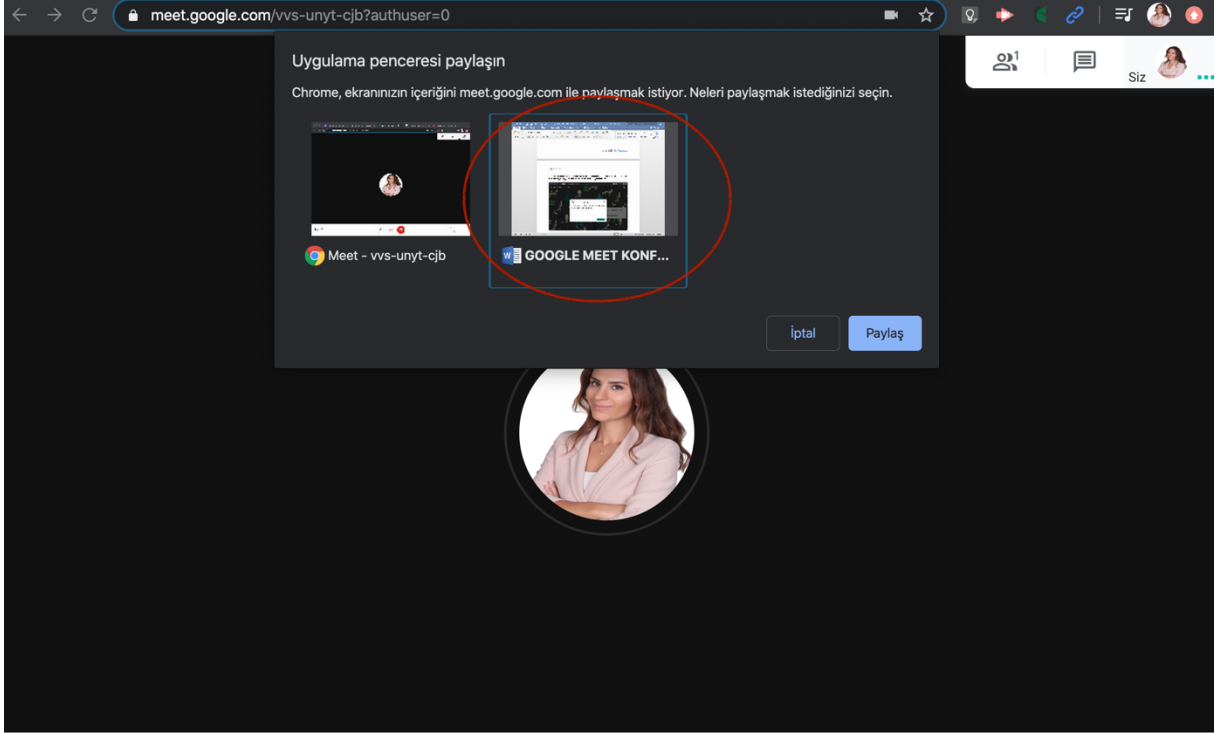 meet.google.com/vvs-unyt-cjb?authuser=0
Uygulama penceresi paylaşın
Chrome, ekranınızın içeriğini meet.google.com ile paylaşmak istiyor. Neleri paylaşmak istediğinizi seçin.
1
Siz
Meet - vvs-unyt-cjb
GOOGLE MEET KONF...
İptal
Paylaş